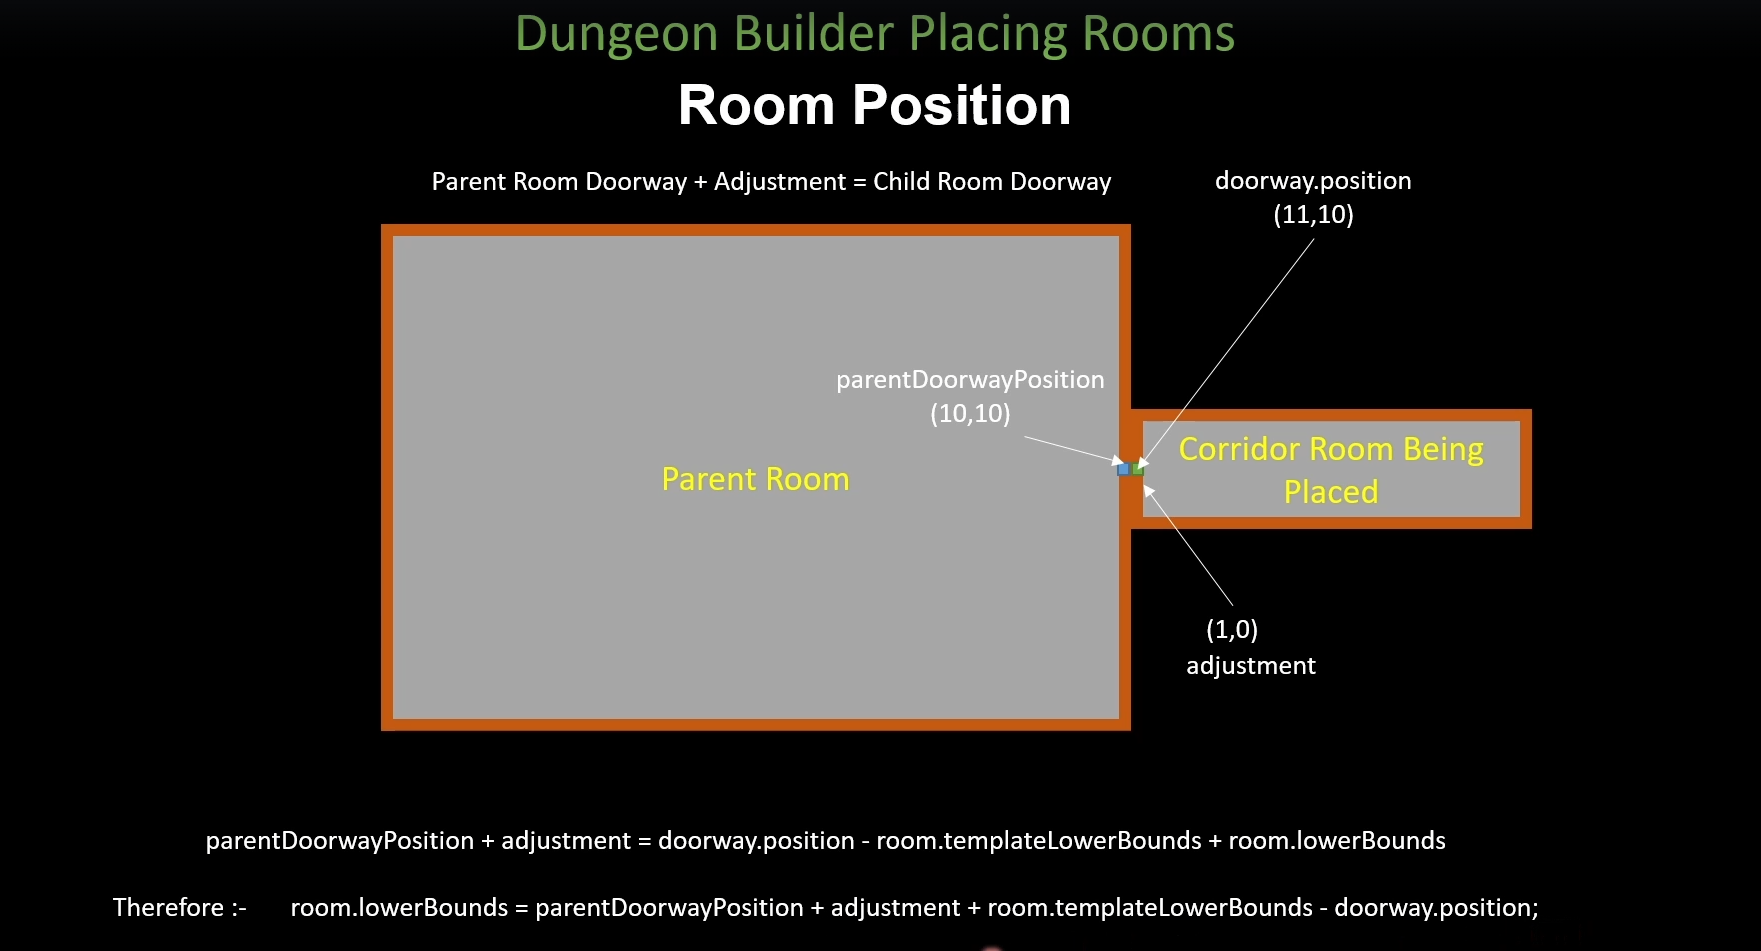 Dungeon Builder Placing Rooms
Room Position
Parent Room Doorway + Adjustment = Child Room Doorway
doorway.position
(11,10)
parentDoorwayPosition
(10,10)
Parent Room
Corridor Room Being
Placed
(1,0)
adjustment
parentDoorwayPosition + adjustment = doorway.position - room.templateLowerBounds + room.lowerBounds
Therefore :- room.lowerBounds = parentDoorwayPosition + adjustment + room.templateLowerBounds - doorway.position;